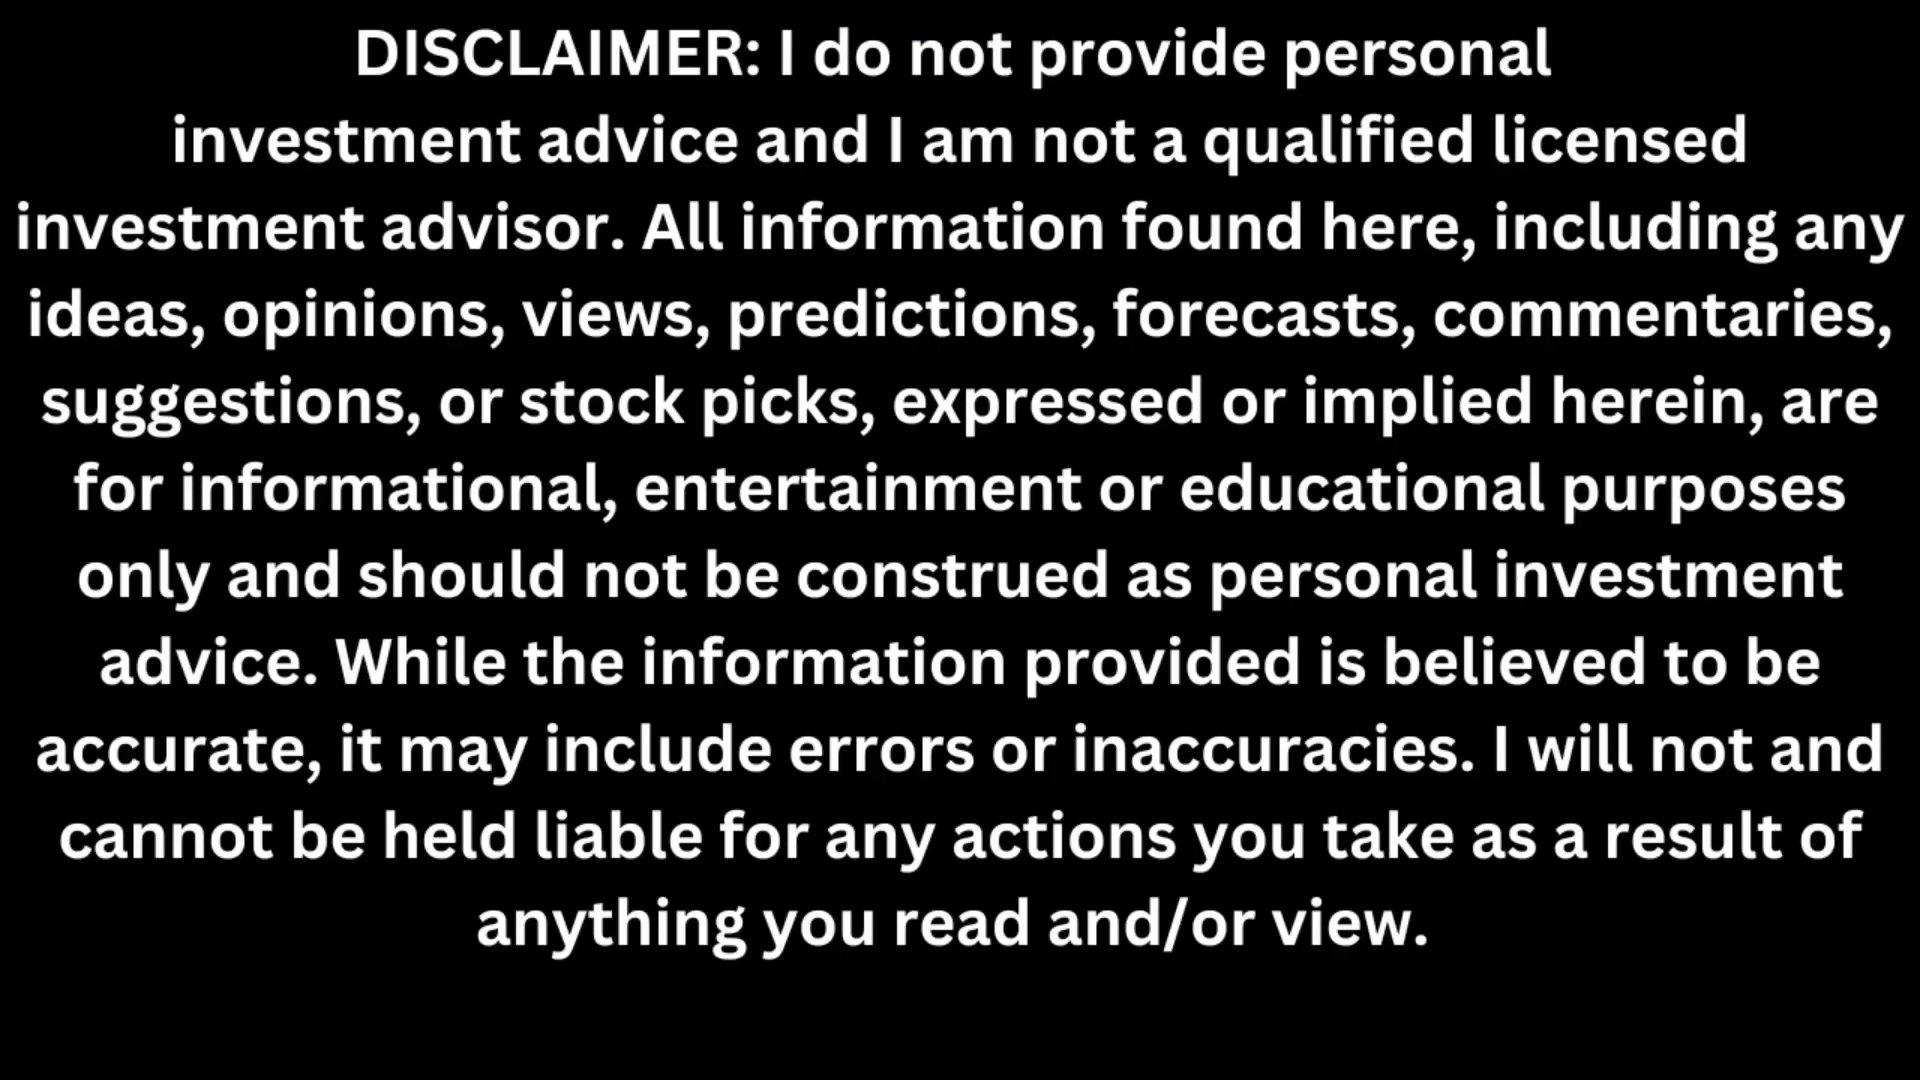 DISCLAIMER: I do not provide personal
investment advice and I am not a qualified licensed
investment advisor. All information found here, including any
ideas, opinions, views, predictions, forecasts, commentaries,
suggestions, or stock picks, expressed or implied herein, are
for informational, entertainment or educational purposes
only and should not be construed as personal investment
advice. While the information provided is believed to be
accurate, it may include errors or inaccuracies. I will not and
cannot be held liable for any actions you take as a result of
anything you read and/or view.